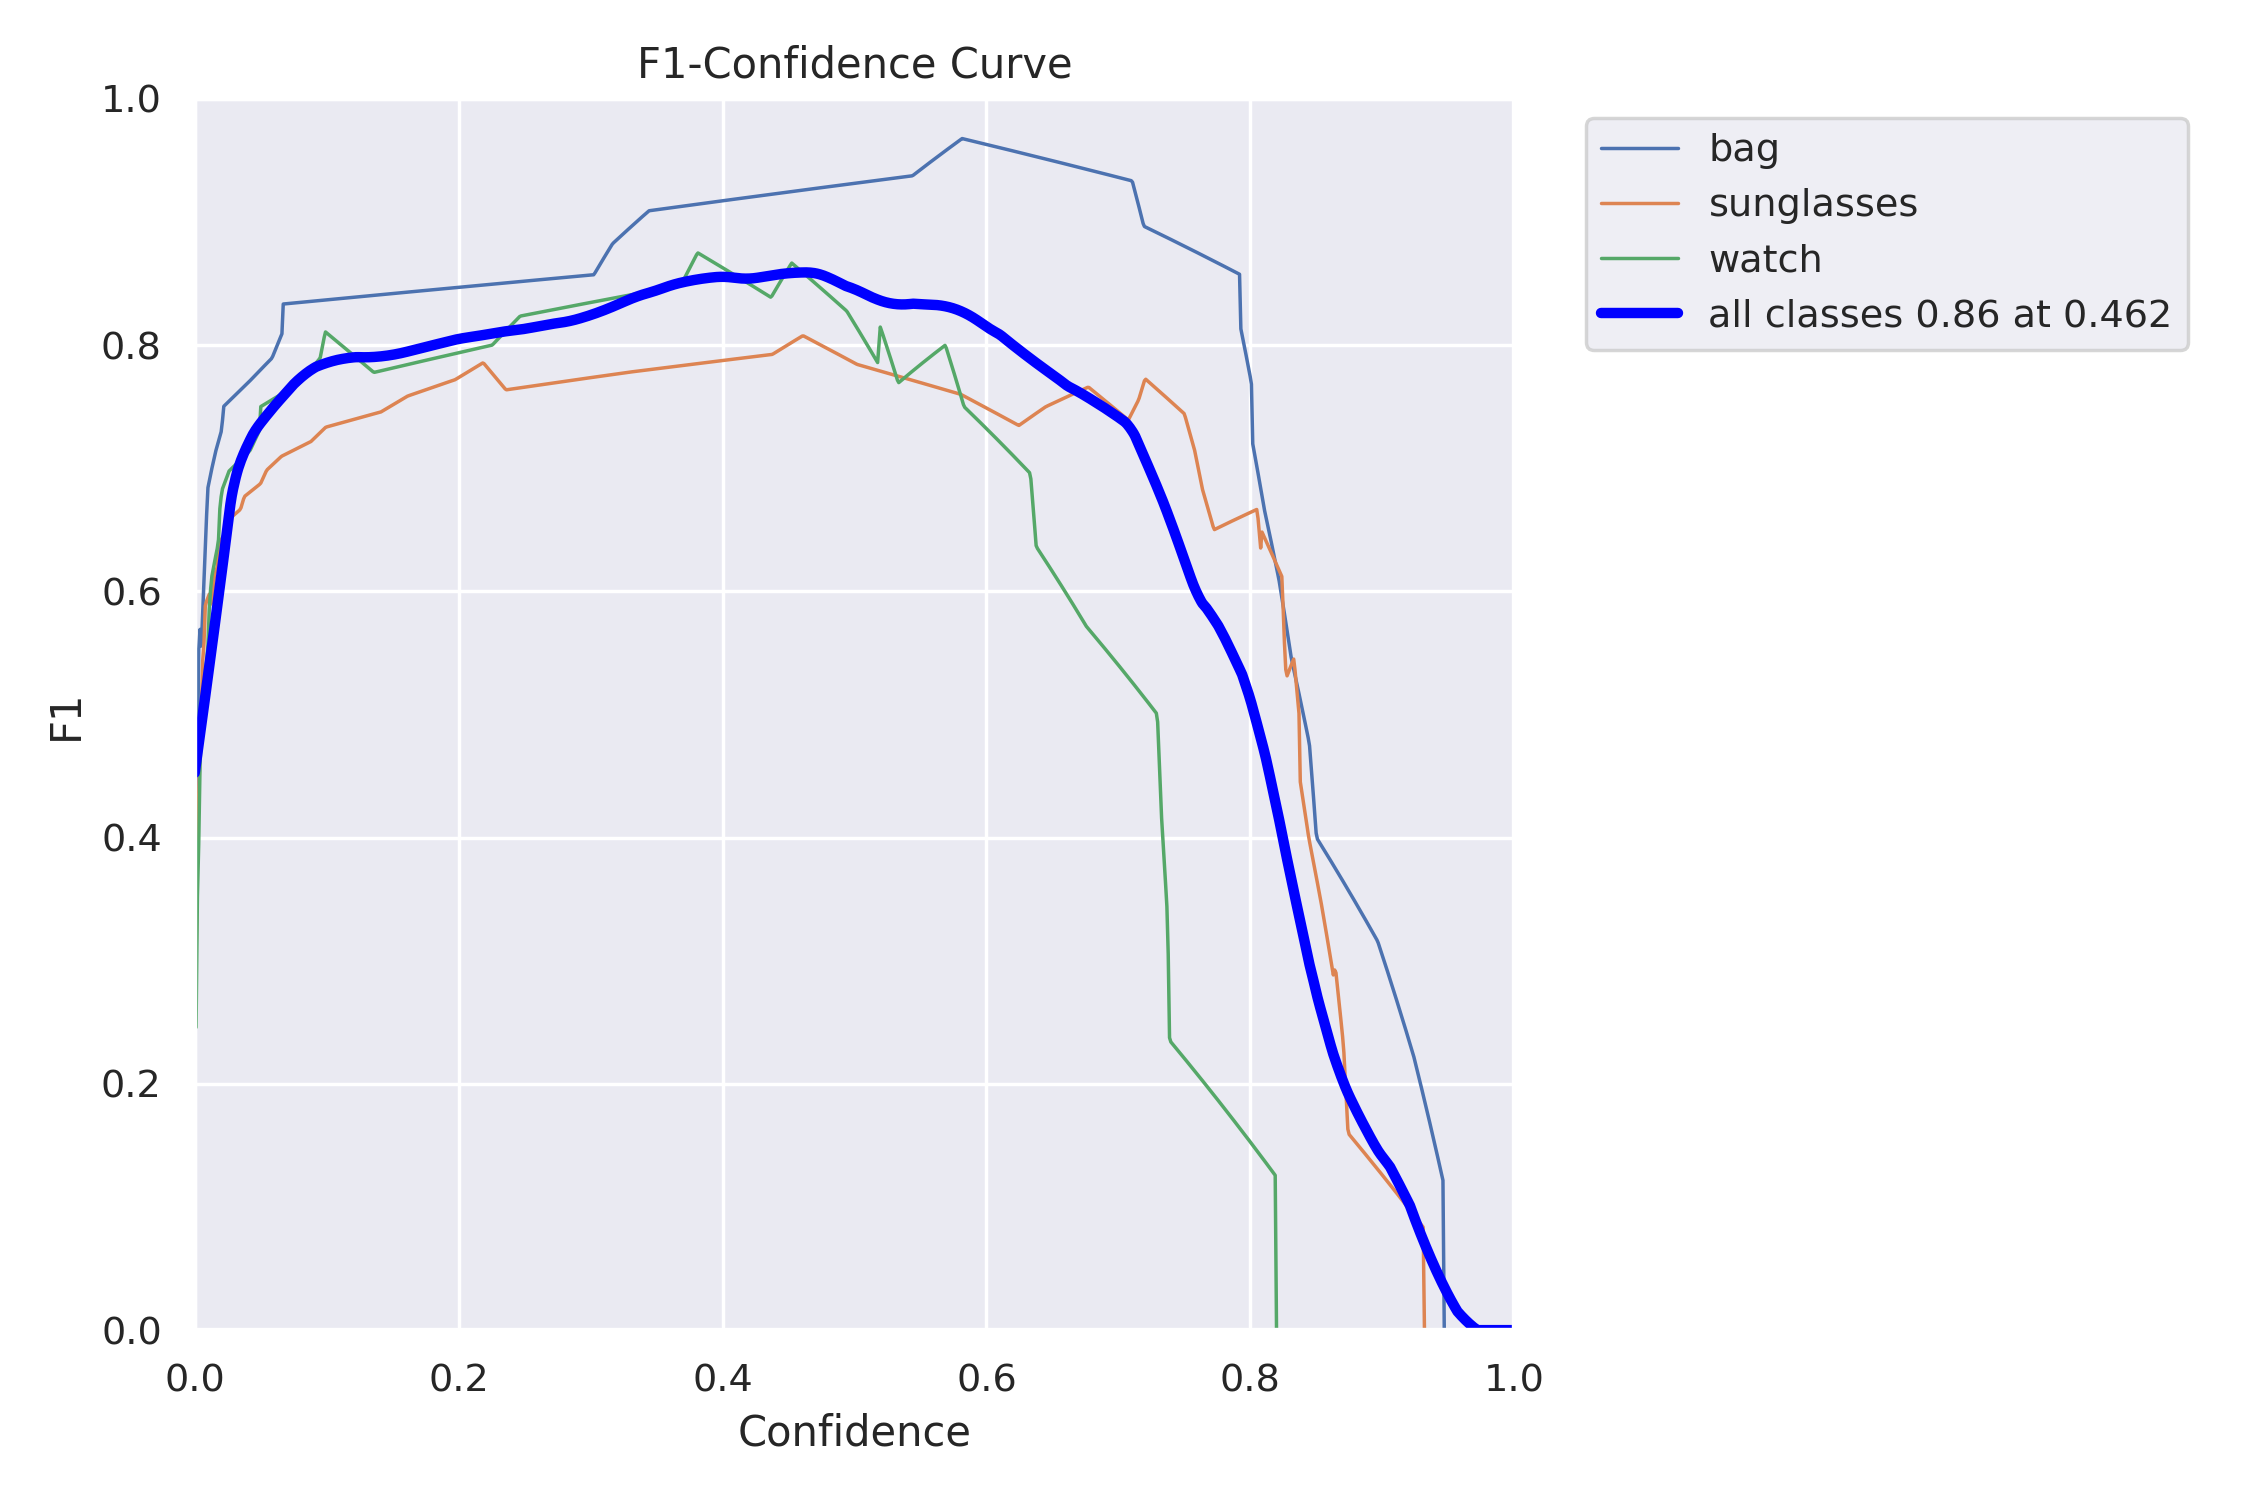 F1-Confidence Curve
1.0
0.8
0.6
0.4
0.2
0.0
F1
0.0 0.2 0.4 0.6 0.8 1.0
Confidence
bag
sunglasses
watch
all classes 0.86 at 0.462